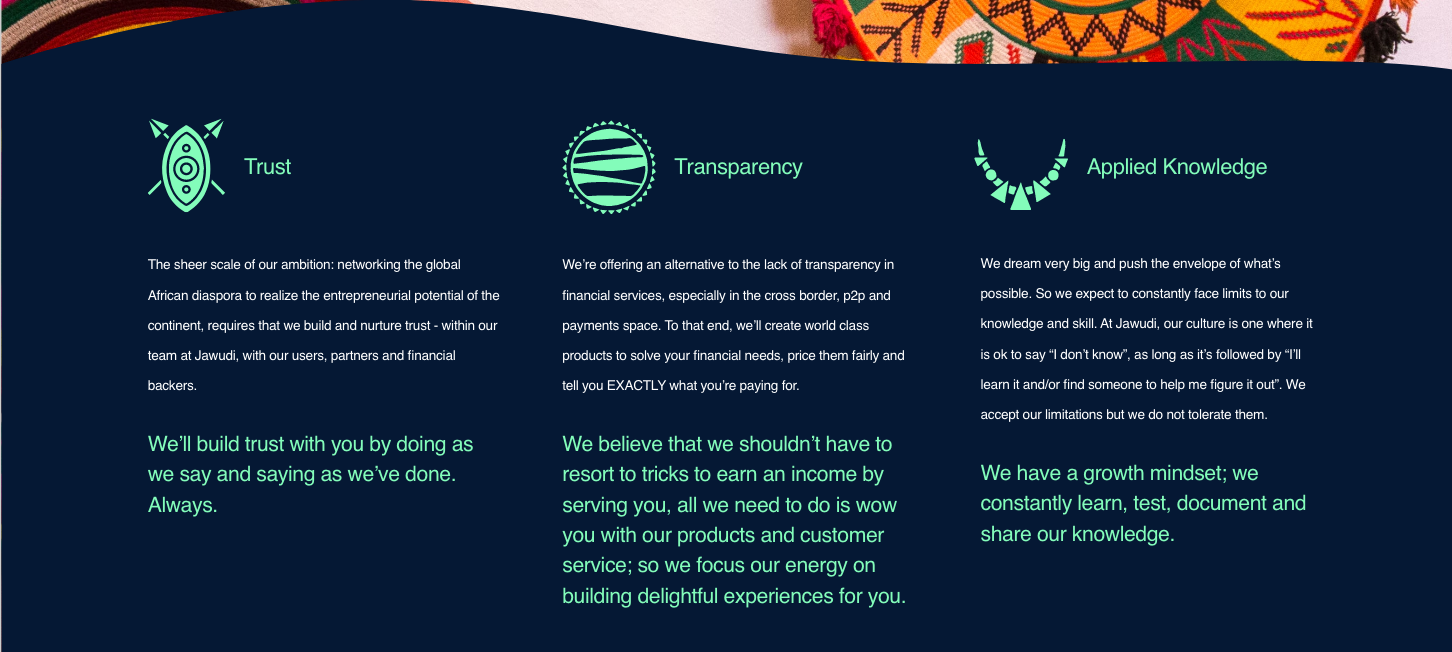 Trust
The sheer scale of our ambition: networking the global
African diaspora to realize the entrepreneurial potential of the
continent, requires that we build and nurture trust - within our
team at Jawudi, with our users, partners and financial
backers.
We’ll build trust with you by doing as
we say and saying as we’ve done.
Always.
Transparency
We’re offering an alternative to the lack of transparency in
financial services, especially in the cross border, p2p and
payments space. To that end, we’ll create world class
products to solve your financial needs, price them fairly and
tell you EXACTLY what you’re paying for.
We believe that we shouldn’t have to
resort to tricks to earn an income by
serving you, all we need to do is wow
you with our products and customer
service; so we focus our energy on
building delightful experiences for you.
Applied Knowledge
We dream very big and push the envelope of what’s
possible. So we expect to constantly face limits to our
knowledge and skill. At Jawudi, our culture is one where it
is ok to say “I don’t know”, as long as it’s followed by “I’ll
learn it and/or find someone to help me figure it out”. We
accept our limitations but we do not tolerate them.
We have a growth mindset; we
constantly learn, test, document and
share our knowledge.